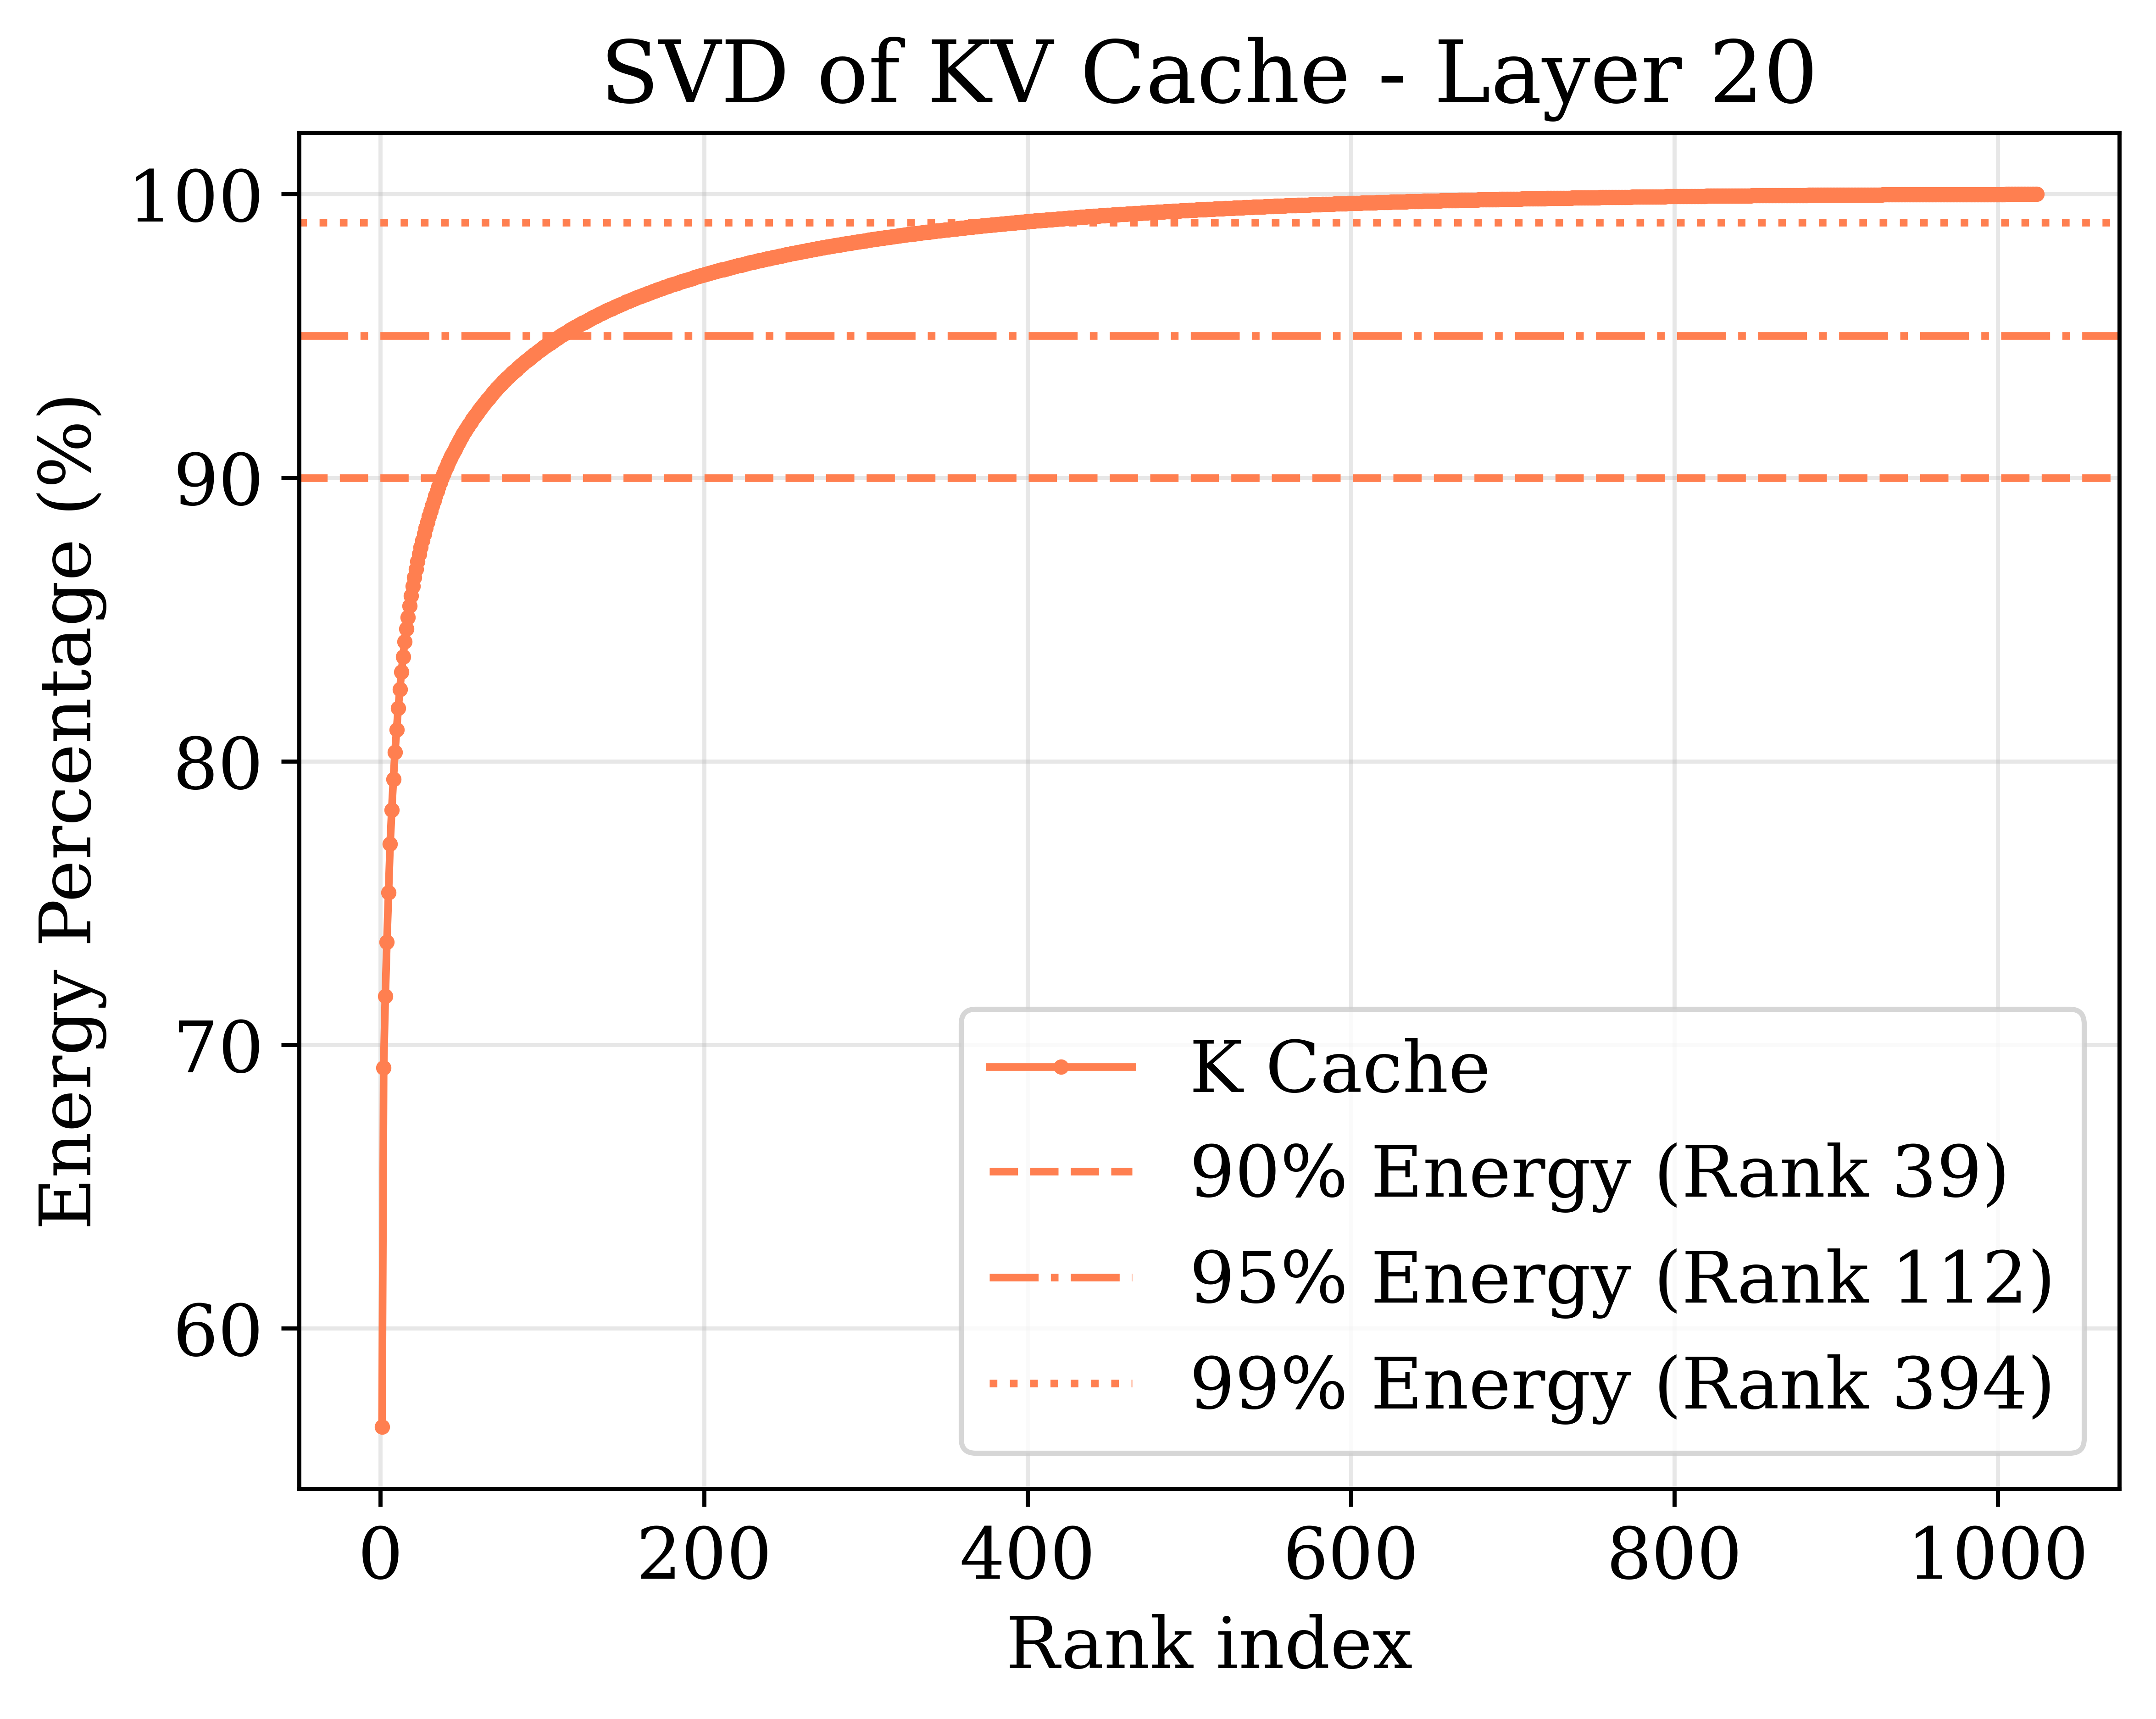 SVD of KV Cache - Layer 20
Energy Percentage (%)
100
90
80
70
60
K Cache
90% Energy (Rank 39)
95% Energy (Rank 112)
99% Energy (Rank 394)
0 200 400 600 800 1000
Rank index